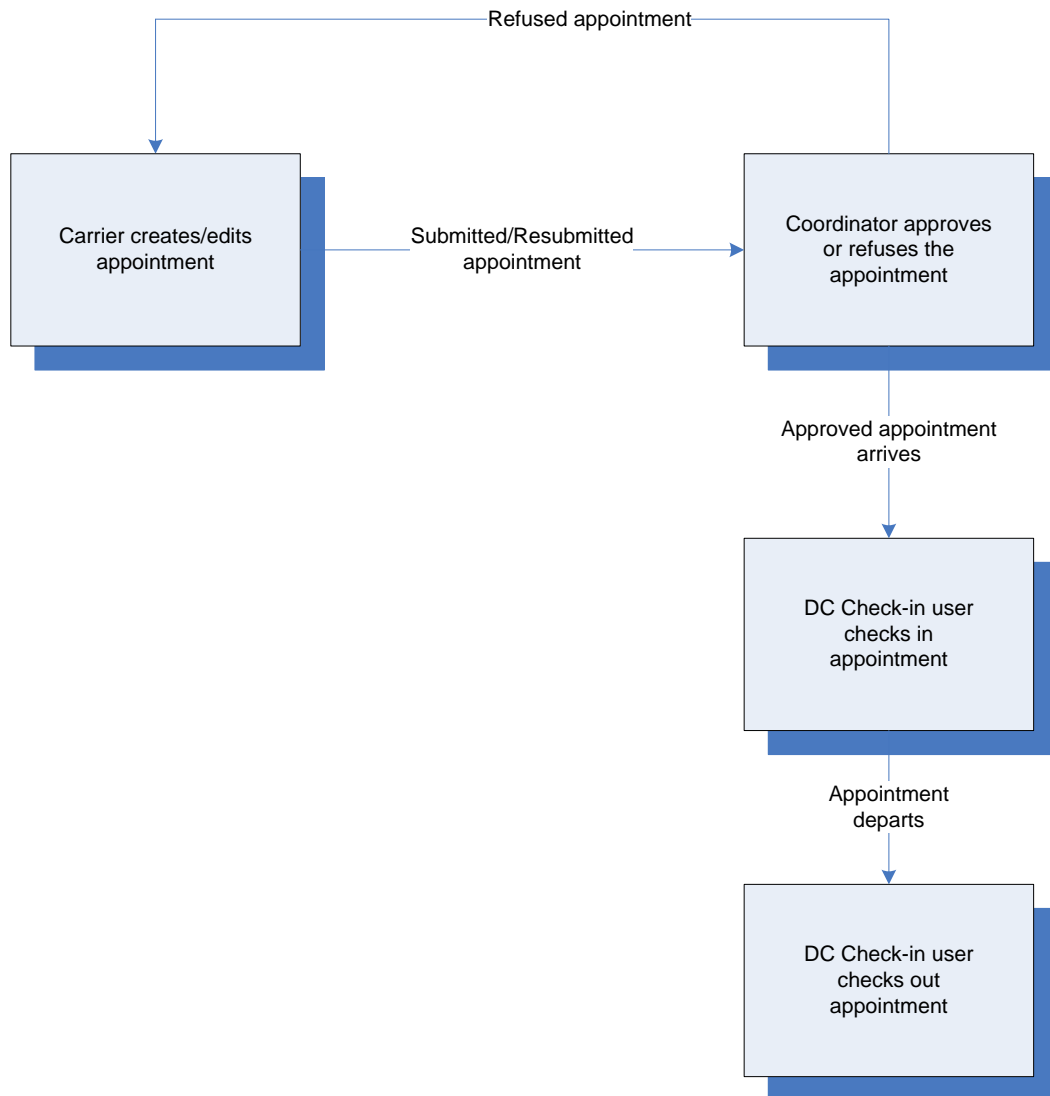 Refused appointment
Carrier creates/edits
appointment
Submitted/Resubmitted
appointment
Coordinator approves
or refuses the
appointment
Approved appointment
arrives
DC Check-in user
checks in
appointment
Appointment
departs
DC Check-in user
checks out
appointment